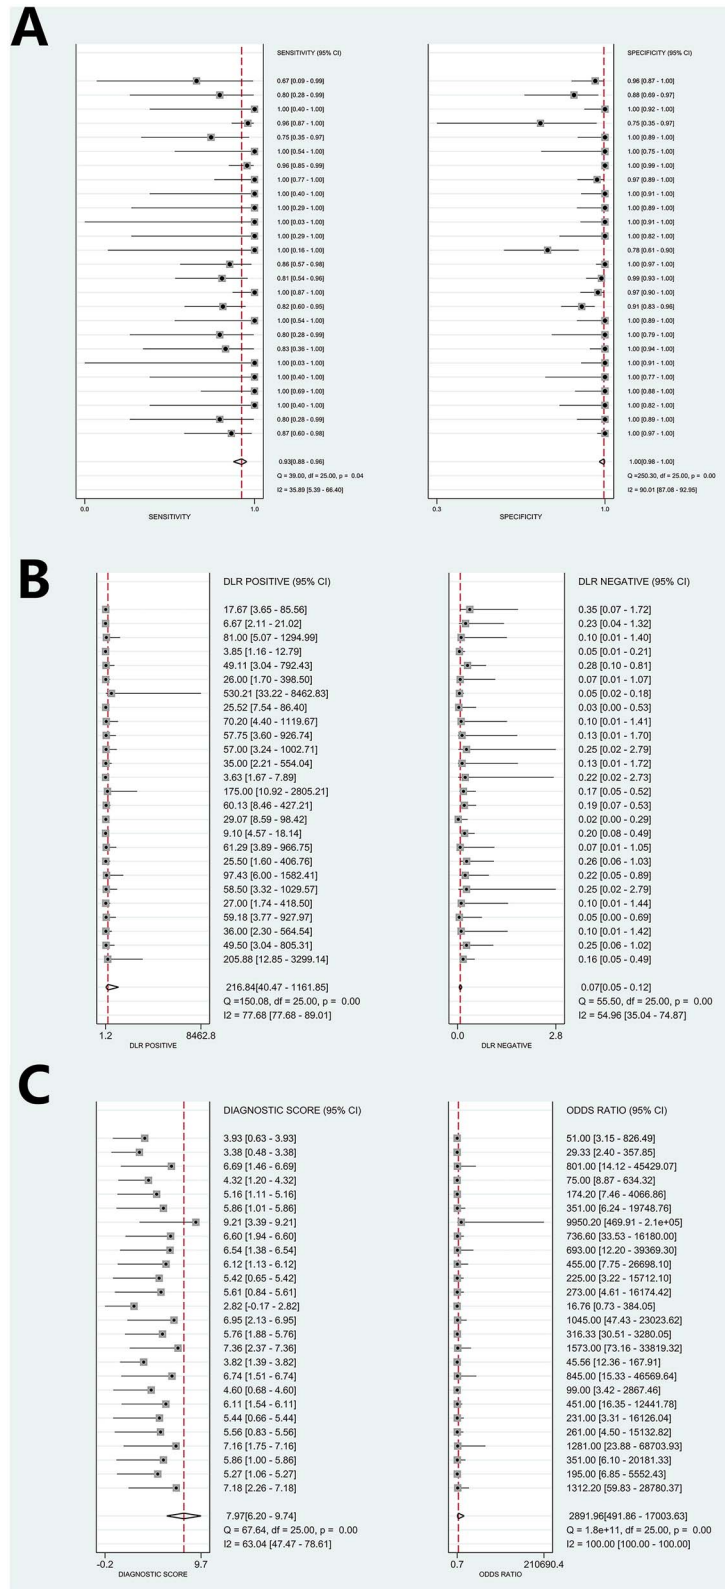 A
SENSITIVITY (95% CI)
0.67 [0.09 - 0.99]
0.80 [0.28 - 0.99]
1.00 [0.40 - 1.00]
0.96 [0.87 - 1.00]
0.75 [0.35 - 0.97]
1.00 [0.54 - 1.00]
0.96 [0.85 - 0.99]
1.00 [0.77 - 1.00]
1.00 [0.40 - 1.00]
1.00 [0.29 - 1.00]
1.00 [0.03 - 1.00]
1.00 [0.29 - 1.00]
1.00 [0.16 - 1.00]
0.86 [0.57 - 0.98]
0.81 [0.54 - 0.96]
1.00 [0.87 - 1.00]
0.82 [0.60 - 0.95]
1.00 [0.54 - 1.00]
0.80 [0.28 - 0.99]
0.83 [0.36 - 1.00]
1.00 [0.03 - 1.00]
1.00 [0.40 - 1.00]
1.00 [0.69 - 1.00]
1.00 [0.40 - 1.00]
0.80 [0.28 - 0.99]
0.87 [0.60 - 0.98]
0.93[0.88 - 0.96]
Q = 39.00, df = 25.00, p = 0.04
I2 = 35.89 [5.39 - 66.40]
0.0 1.0
SENSITIVITY
SPECIFICITY (95% CI)
0.96 [0.87 - 1.00]
0.88 [0.69 - 0.97]
1.00 [0.92 - 1.00]
0.75 [0.35 - 0.97]
1.00 [0.89 - 1.00]
1.00 [0.75 - 1.00]
1.00 [0.99 - 1.00]
0.97 [0.89 - 1.00]
1.00 [0.91 - 1.00]
1.00 [0.89 - 1.00]
1.00 [0.91 - 1.00]
1.00 [0.82 - 1.00]
0.78 [0.61 - 0.90]
1.00 [0.97 - 1.00]
0.99 [0.93 - 1.00]
0.97 [0.90 - 1.00]
0.91 [0.83 - 0.96]
1.00 [0.89 - 1.00]
1.00 [0.79 - 1.00]
1.00 [0.94 - 1.00]
1.00 [0.91 - 1.00]
1.00 [0.77 - 1.00]
1.00 [0.88 - 1.00]
1.00 [0.82 - 1.00]
1.00 [0.89 - 1.00]
1.00 [0.97 - 1.00]
1.00[0.98 - 1.00]
Q =250.30, df = 25.00, p = 0.00
I2 = 90.01 [87.08 - 92.95]
0.3 1.0
SPECIFICITY
B
DLR POSITIVE (95% CI)
17.67 [3.65 - 85.56]
6.67 [2.11 - 21.02]
81.00 [5.07 - 1294.99]
3.85 [1.16 - 12.79]
49.11 [3.04 - 792.43]
26.00 [1.70 - 398.50]
530.21 [33.22 - 8462.83]
25.52 [7.54 - 86.40]
70.20 [4.40 - 1119.67]
57.75 [3.60 - 926.74]
57.00 [3.24 - 1002.71]
35.00 [2.21 - 554.04]
3.63 [1.67 - 7.89]
175.00 [10.92 - 2805.21]
60.13 [8.46 - 427.21]
29.07 [8.59 - 98.42]
9.10 [4.57 - 18.14]
61.29 [3.89 - 966.75]
25.50 [1.60 - 406.76]
97.43 [6.00 - 1582.41]
58.50 [3.32 - 1029.57]
27.00 [1.74 - 418.50]
59.18 [3.77 - 927.97]
36.00 [2.30 - 564.54]
49.50 [3.04 - 805.31]
205.88 [12.85 - 3299.14]
216.84[40.47 - 1161.85]
Q =150.08, df = 25.00, p = 0.00
I2 = 77.68 [77.68 - 89.01]
1.2 8462.8
DLR POSITIVE
DLR NEGATIVE (95% CI)
0.35 [0.07 - 1.72]
0.23 [0.04 - 1.32]
0.10 [0.01 - 1.40]
0.05 [0.01 - 0.21]
0.28 [0.10 - 0.81]
0.07 [0.01 - 1.07]
0.05 [0.02 - 0.18]
0.03 [0.00 - 0.53]
0.10 [0.01 - 1.41]
0.13 [0.01 - 1.70]
0.25 [0.02 - 2.79]
0.13 [0.01 - 1.72]
0.22 [0.02 - 2.73]
0.17 [0.05 - 0.52]
0.19 [0.07 - 0.53]
0.02 [0.00 - 0.29]
0.20 [0.08 - 0.49]
0.07 [0.01 - 1.05]
0.26 [0.06 - 1.03]
0.22 [0.05 - 0.89]
0.25 [0.02 - 2.79]
0.10 [0.01 - 1.44]
0.05 [0.00 - 0.69]
0.10 [0.01 - 1.42]
0.25 [0.06 - 1.02]
0.16 [0.05 - 0.49]
0.07[0.05 - 0.12]
Q = 55.50, df = 25.00, p = 0.00
I2 = 54.96 [35.04 - 74.87]
0.0 2.8
DLR NEGATIVE
C
DIAGNOSTIC SCORE (95% CI)
3.93 [0.63 - 3.93]
3.38 [0.48 - 3.38]
6.69 [1.46 - 6.69]
4.32 [1.20 - 4.32]
5.16 [1.11 - 5.16]
5.86 [1.01 - 5.86]
9.21 [3.39 - 9.21]
6.60 [1.94 - 6.60]
6.54 [1.38 - 6.54]
6.12 [1.13 - 6.12]
5.42 [0.65 - 5.42]
5.61 [0.84 - 5.61]
2.82 [-0.17 - 2.82]
6.95 [2.13 - 6.95]
5.76 [1.88 - 5.76]
7.36 [2.37 - 7.36]
3.82 [1.39 - 3.82]
6.74 [1.51 - 6.74]
4.60 [0.68 - 4.60]
6.11 [1.54 - 6.11]
5.44 [0.66 - 5.44]
5.56 [0.83 - 5.56]
7.16 [1.75 - 7.16]
5.86 [1.00 - 5.86]
5.27 [1.06 - 5.27]
7.18 [2.26 - 7.18]
7.97[6.20 - 9.74]
Q = 67.64, df = 25.00, p = 0.00
I2 = 63.04 [47.47 - 78.61]
-0.2 9.7
DIAGNOSTIC SCORE
ODDS RATIO (95% CI)
51.00 [3.15 - 826.49]
29.33 [2.40 - 357.85]
801.00 [14.12 - 45429.07]
75.00 [8.87 - 634.32]
174.20 [7.46 - 4066.86]
351.00 [6.24 - 19748.76]
9950.20 [469.91 - 2.1e+05]
736.60 [33.53 - 16180.00]
693.00 [12.20 - 39369.30]
455.00 [7.75 - 26698.10]
225.00 [3.22 - 15712.10]
273.00 [4.61 - 16174.42]
16.76 [0.73 - 384.05]
1045.00 [47.43 - 23023.62]
316.33 [30.51 - 3280.05]
1573.00 [73.16 - 33819.32]
45.56 [12.36 - 167.91]
845.00 [15.33 - 46569.64]
99.00 [3.42 - 2867.46]
451.00 [16.35 - 12441.78]
231.00 [3.31 - 16126.04]
261.00 [4.50 - 15132.82]
1281.00 [23.88 - 68703.93]
351.00 [6.10 - 20181.33]
195.00 [6.85 - 5552.43]
1312.20 [59.83 - 28780.37]
2891.96[491.86 - 17003.63]
Q = 1.8e+11, df = 25.00, p = 0.00
I2 = 100.00 [100.00 - 100.00]
0.7 210690.4
ODDS RATIO